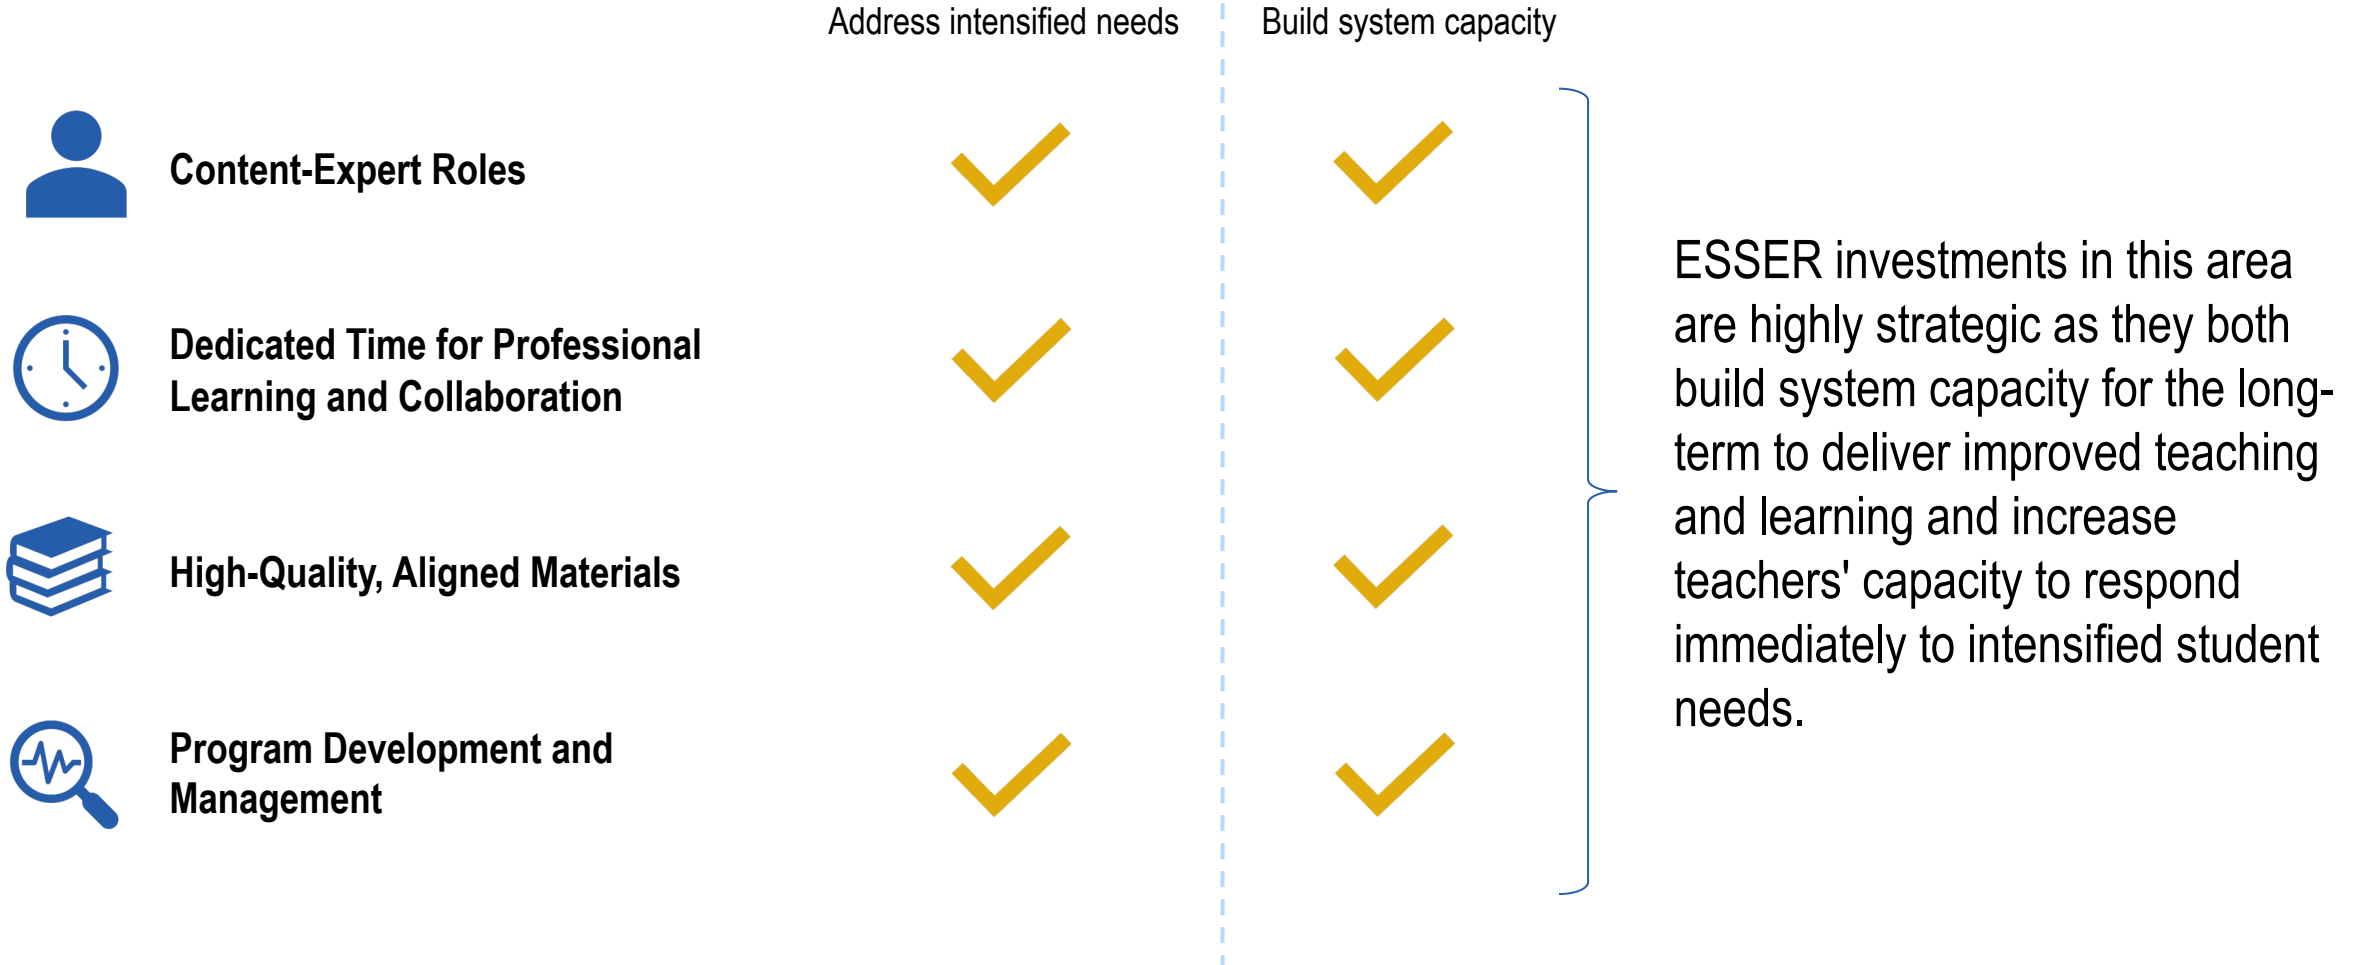 Address intensified needs
Build system capacity
Content-Expert Roles
Dedicated Time for Professional
Learning and Collaboration
High-Quality, Aligned Materials
Program Development and
Management
ESSER investments in this area
are highly strategic as they both
build system capacity for the long-
term to deliver improved teaching
and learning and increase
teachers' capacity to respond
immediately to intensified student
needs.